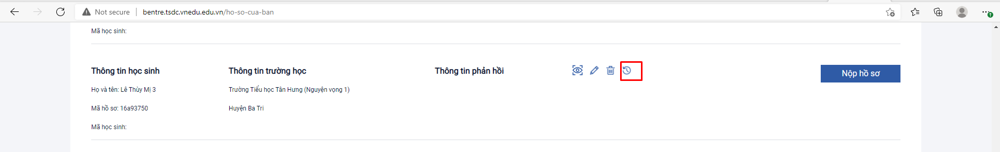 Not secure | bentre.tsdc.vnedu.edu.vn/ho-so-cua-ban
Mã học sinh:
Thông tin học sinh
Thông tin trường học
Thông tin phản hồi
Nộp hồ sơ
Họ và tên: Lê Thùy Mị 3
Trường Tiểu học Tân Hưng (Nguyện vọng 1)
Mã hồ sơ: 16a93750
Huyện Ba Tri
Mã học sinh: